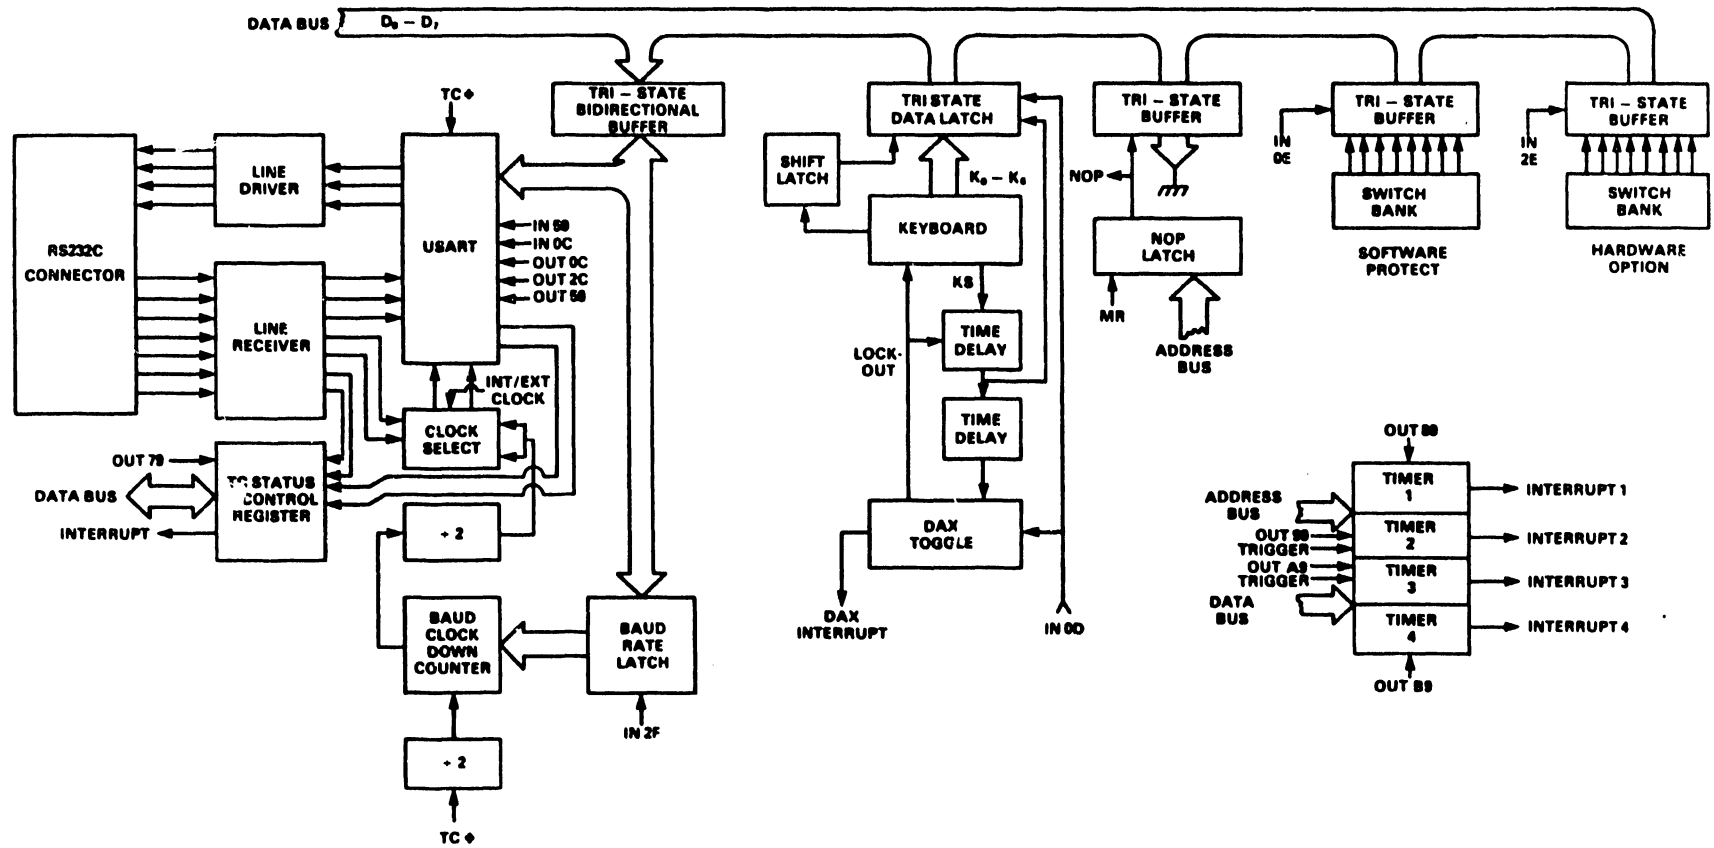 DATA BUS
D₀ – D₇
TC ϕ
TRI – STATE
BIDIRECTIONAL
BUFFER
TRI STATE
DATA LATCH
TRI – STATE
BUFFER
TRI – STATE
BUFFER
TRI – STATE
BUFFER
RS232C
CONNECTOR
LINE
DRIVER
USART
IN 59
IN 0C
OUT 0C
OUT 2C
OUT 59
LINE
RECEIVER
INT/EXT
CLOCK
CLOCK
SELECT
OUT 79
DATA BUS
INTERRUPT
TC STATUS
CONTROL
REGISTER
÷ 2
BAUD
CLOCK
DOWN
COUNTER
BAUD
RATE
LATCH
IN 2F
÷ 2
TC ϕ
SHIFT
LATCH
K₀ – K₆
KEYBOARD
KS
LOCK-
OUT
TIME
DELAY
TIME
DELAY
DAX
TOGGLE
DAX
INTERRUPT
IN 0D
NOP
NOP
LATCH
MR
ADDRESS
BUS
IN
0E
SWITCH
BANK
SOFTWARE
PROTECT
IN
2E
SWITCH
BANK
HARDWARE
OPTION
OUT 89
ADDRESS
BUS
OUT 99
TRIGGER
OUT A9
TRIGGER
DATA
BUS
TIMER
1
TIMER
2
TIMER
3
TIMER
4
INTERRUPT 1
INTERRUPT 2
INTERRUPT 3
INTERRUPT 4
OUT B9